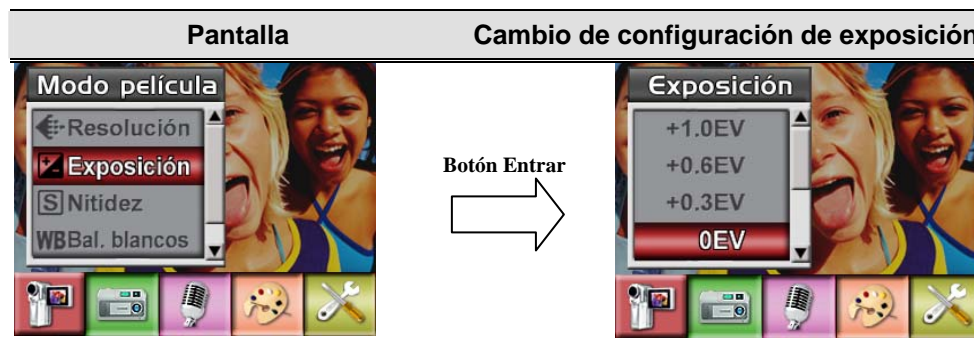 Pantalla
Cambio de configuración de exposición
Modo película
Resolución
Exposición
S Nitidez
WB Bal. blancos
Botón Entrar
Exposición
+1.0EV
+0.6EV
+0.3EV
0EV